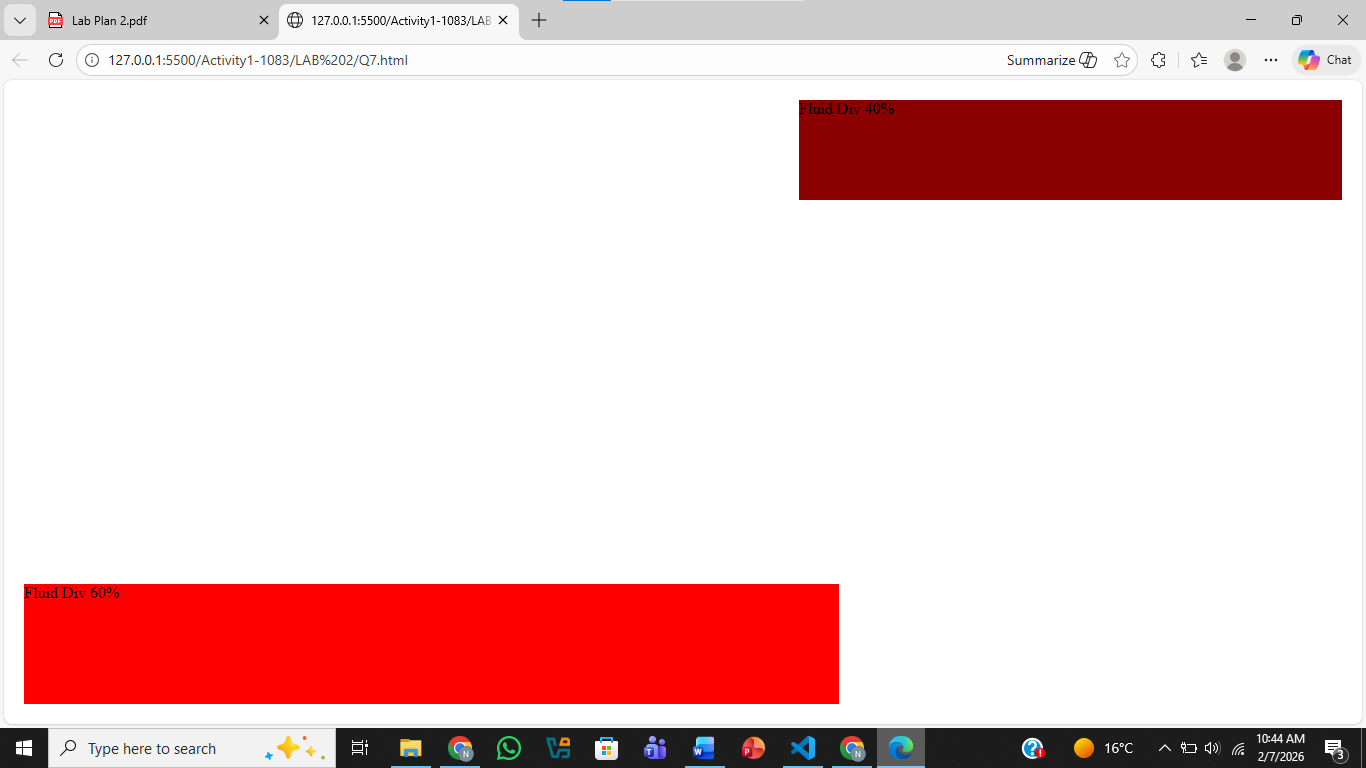 Lab Plan 2.pdf
127.0.0.1:5500/Activity1-1083/LAB
127.0.0.1:5500/Activity1-1083/LAB%202/Q7.html
Summarize
Chat
Fluid Div 40%
Fluid Div 60%
Type here to search
16°C
10:44 AM
2/7/2026
3